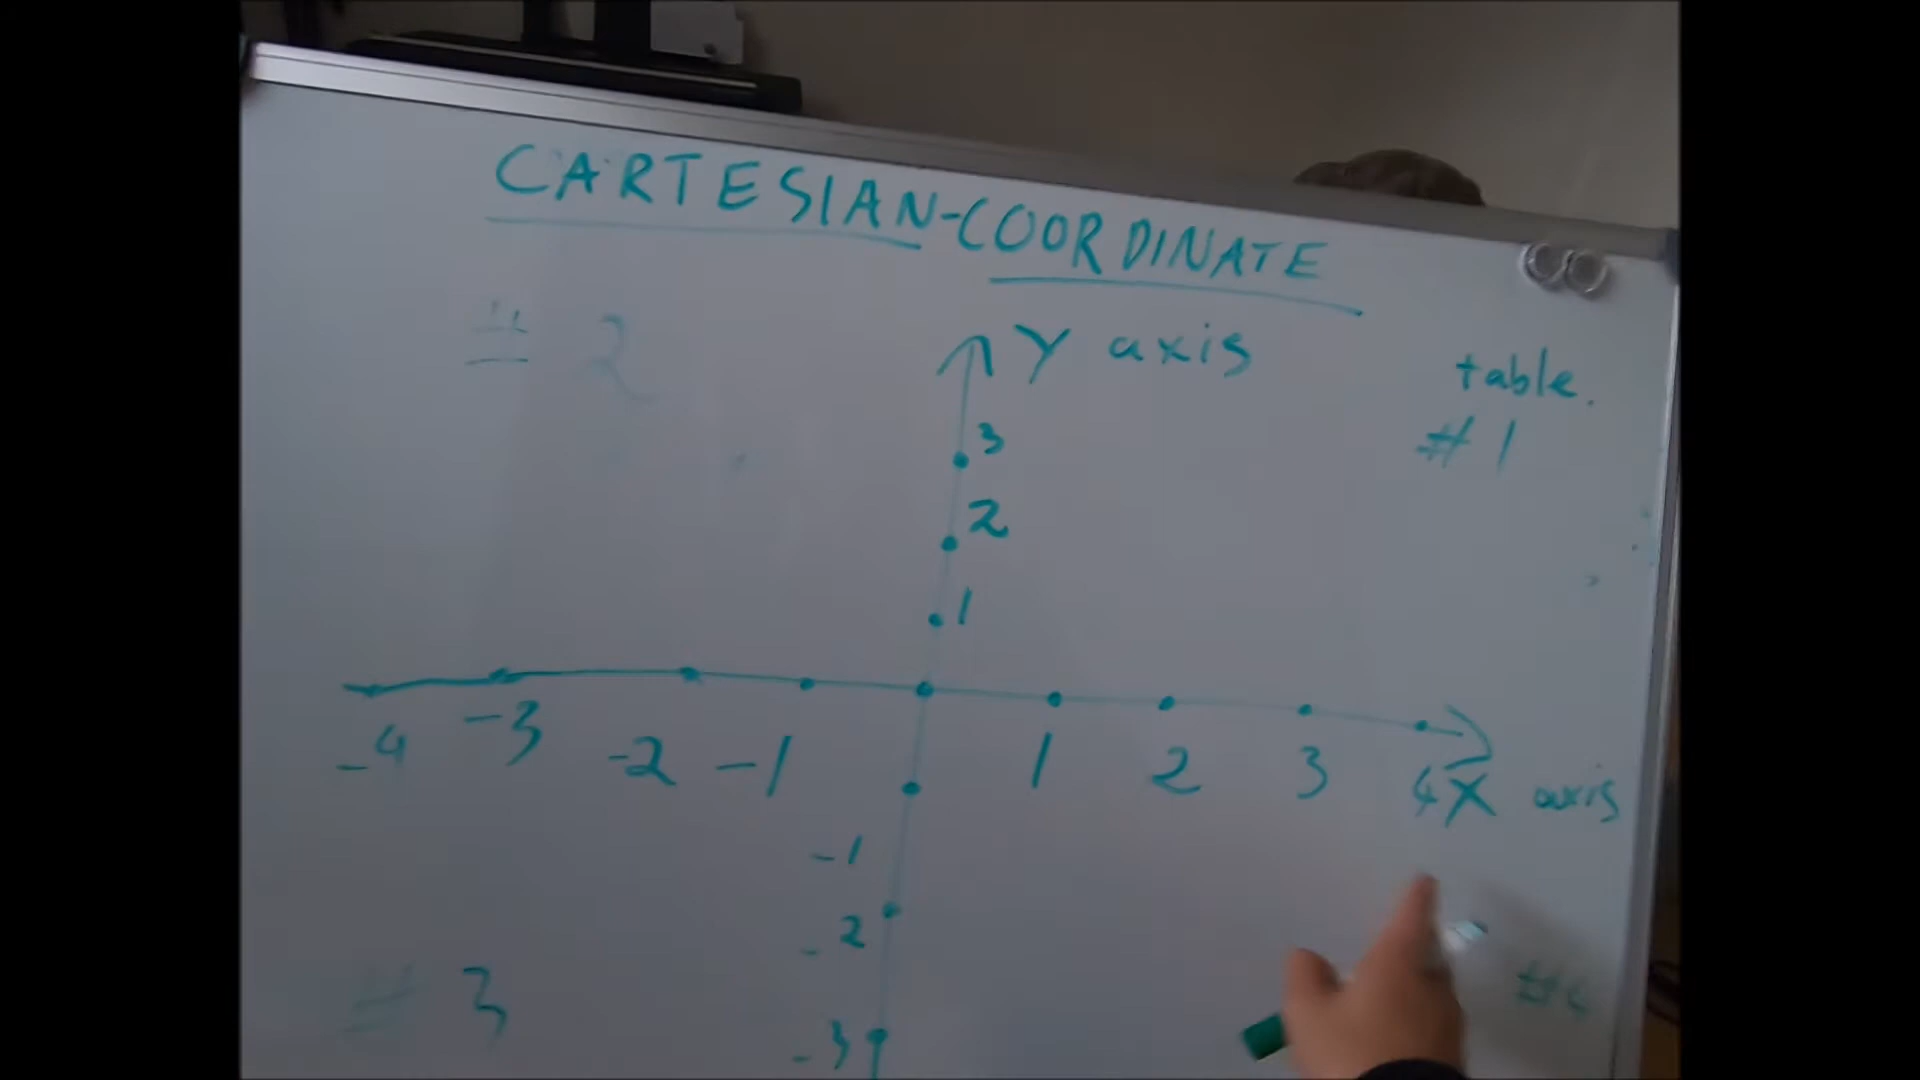 CARTESIAN-COORDINATE
# 2
Y axis
table.
# 1
3
2
1
-4 -3 -2 -1 1 2 3 4 X axis
-1
-2
# 3
#4
-3